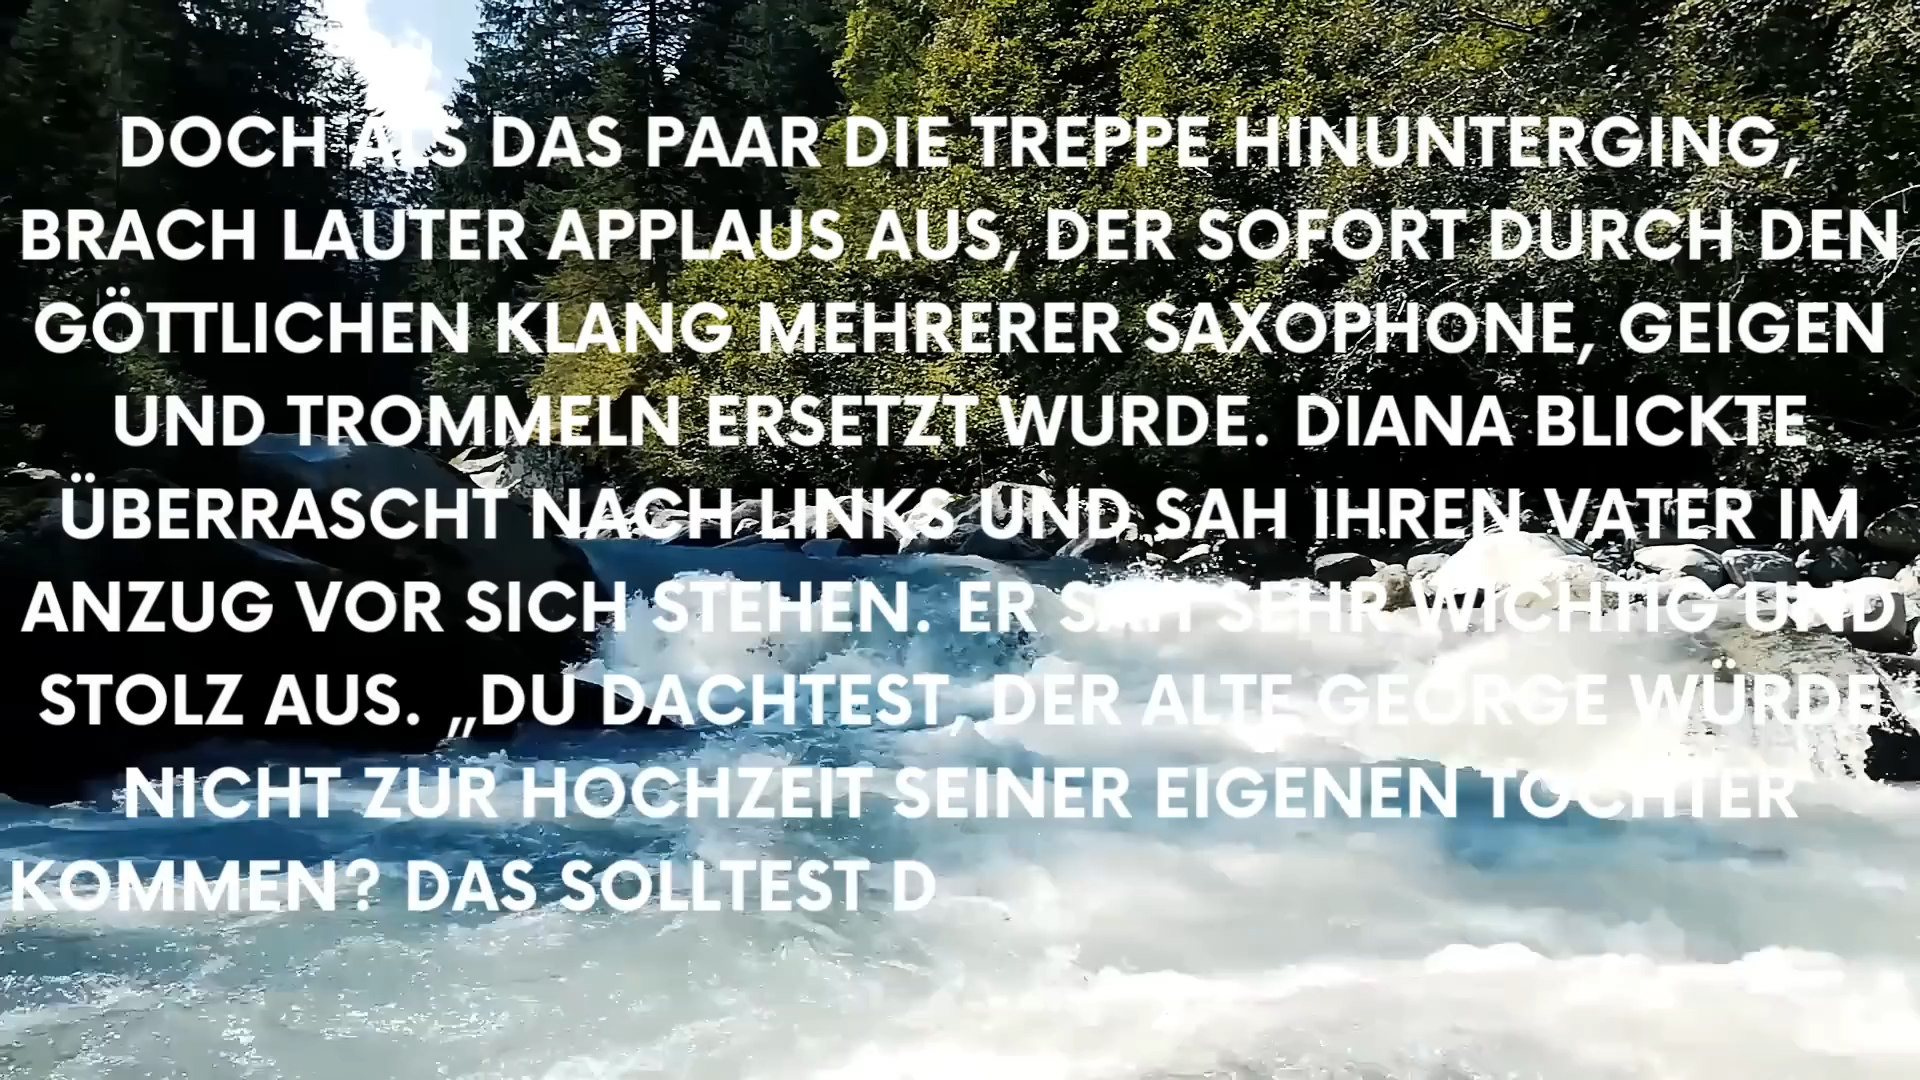 DOCH ALS DAS PAAR DIE TREPPE HINUNTERGING,
BRACH LAUTER APPLAUS AUS, DER SOFORT DURCH DEN
GÖTTLICHEN KLANG MEHRERER SAXOPHONE, GEIGEN
UND TROMMELN ERSETZT WURDE. DIANA BLICKTE
ÜBERRASCHT NACH LINKS UND SAH IHREN VATER IM
ANZUG VOR SICH STEHEN. ER SAH SEHR WICHTIG UND
STOLZ AUS. „DU DACHTEST, DER ALTE GEORGE WÜRDE
NICHT ZUR HOCHZEIT SEINER EIGENEN TOCHTER
KOMMEN? DAS SOLLTEST D